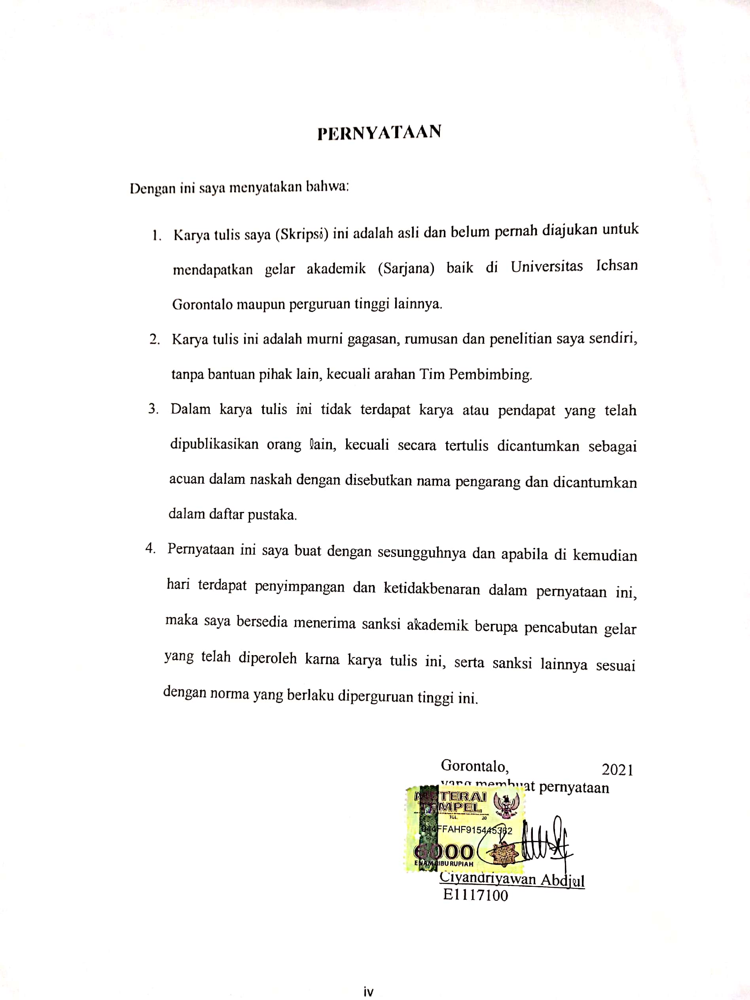 PERNYATAAN
Dengan ini saya menyatakan bahwa:
1. Karya tulis saya (Skripsi) ini adalah asli dan belum pernah diajukan untuk
mendapatkan gelar akademik (Sarjana) baik di Universitas Ichsan
Gorontalo maupun perguruan tinggi lainnya.
2. Karya tulis ini adalah murni gagasan, rumusan dan penelitian saya sendiri,
tanpa bantuan pihak lain, kecuali arahan Tim Pembimbing.
3. Dalam karya tulis ini tidak terdapat karya atau pendapat yang telah
dipublikasikan orang lain, kecuali secara tertulis dicantumkan sebagai
acuan dalam naskah dengan disebutkan nama pengarang dan dicantumkan
dalam daftar pustaka.
4. Pernyataan ini saya buat dengan sesungguhnya dan apabila di kemudian
hari terdapat penyimpangan dan ketidakbenaran dalam pernyataan ini,
maka saya bersedia menerima sanksi akademik berupa pencabutan gelar
yang telah diperoleh karna karya tulis ini, serta sanksi lainnya sesuai
dengan norma yang berlaku diperguruan tinggi ini.
Gorontalo, 2021
yang membuat pernyataan
METERAI
TEMPEL
TGL. 20
944FFAHF915445362
6000
ENAM RIBU RUPIAH
Ciyandriyawan Abdjul
E1117100
iv